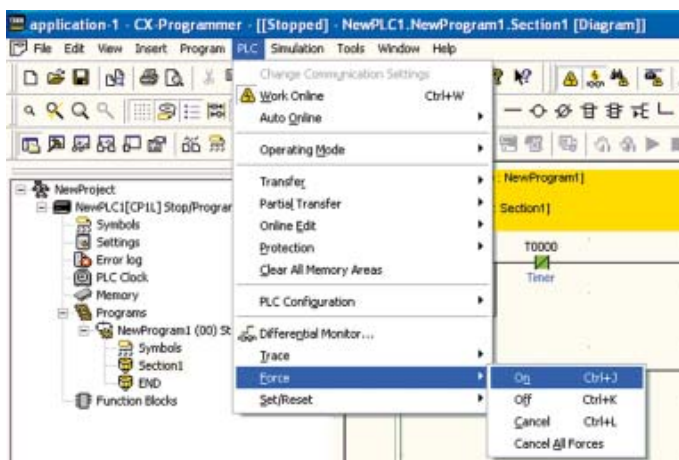 application-1 - CX-Programmer - [[Stopped] - NewPLC1.NewProgram1.Section1 [Diagram]]
File Edit View Insert Program PLC Simulation Tools Window Help
Change Communication Settings
Work Online Ctrl+W
Auto Online
Operating Mode
Transfer
Partial Transfer
Online Edit
Protection
Clear All Memory Areas
PLC Configuration
Differential Monitor...
Trace
Force
Set/Reset
On Ctrl+J
Off Ctrl+K
Cancel Ctrl+L
Cancel All Forces
NewProject
NewPLC1[CP1L] Stop/Prograr
Symbols
Settings
Error log
PLC Clock
Memory
Programs
NewProgram1 (00) St
Symbols
Section1
END
Function Blocks
: NewProgram1]
: Section1]
T0000
Timer